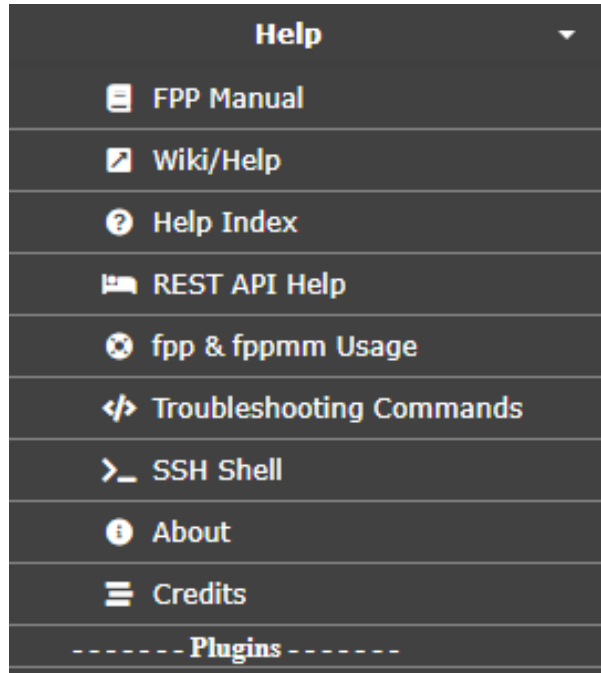 Help
FPP Manual
Wiki/Help
Help Index
REST API Help
fpp & fppmm Usage
Troubleshooting Commands
SSH Shell
About
Credits
- - - - - - - Plugins - - - - - - -